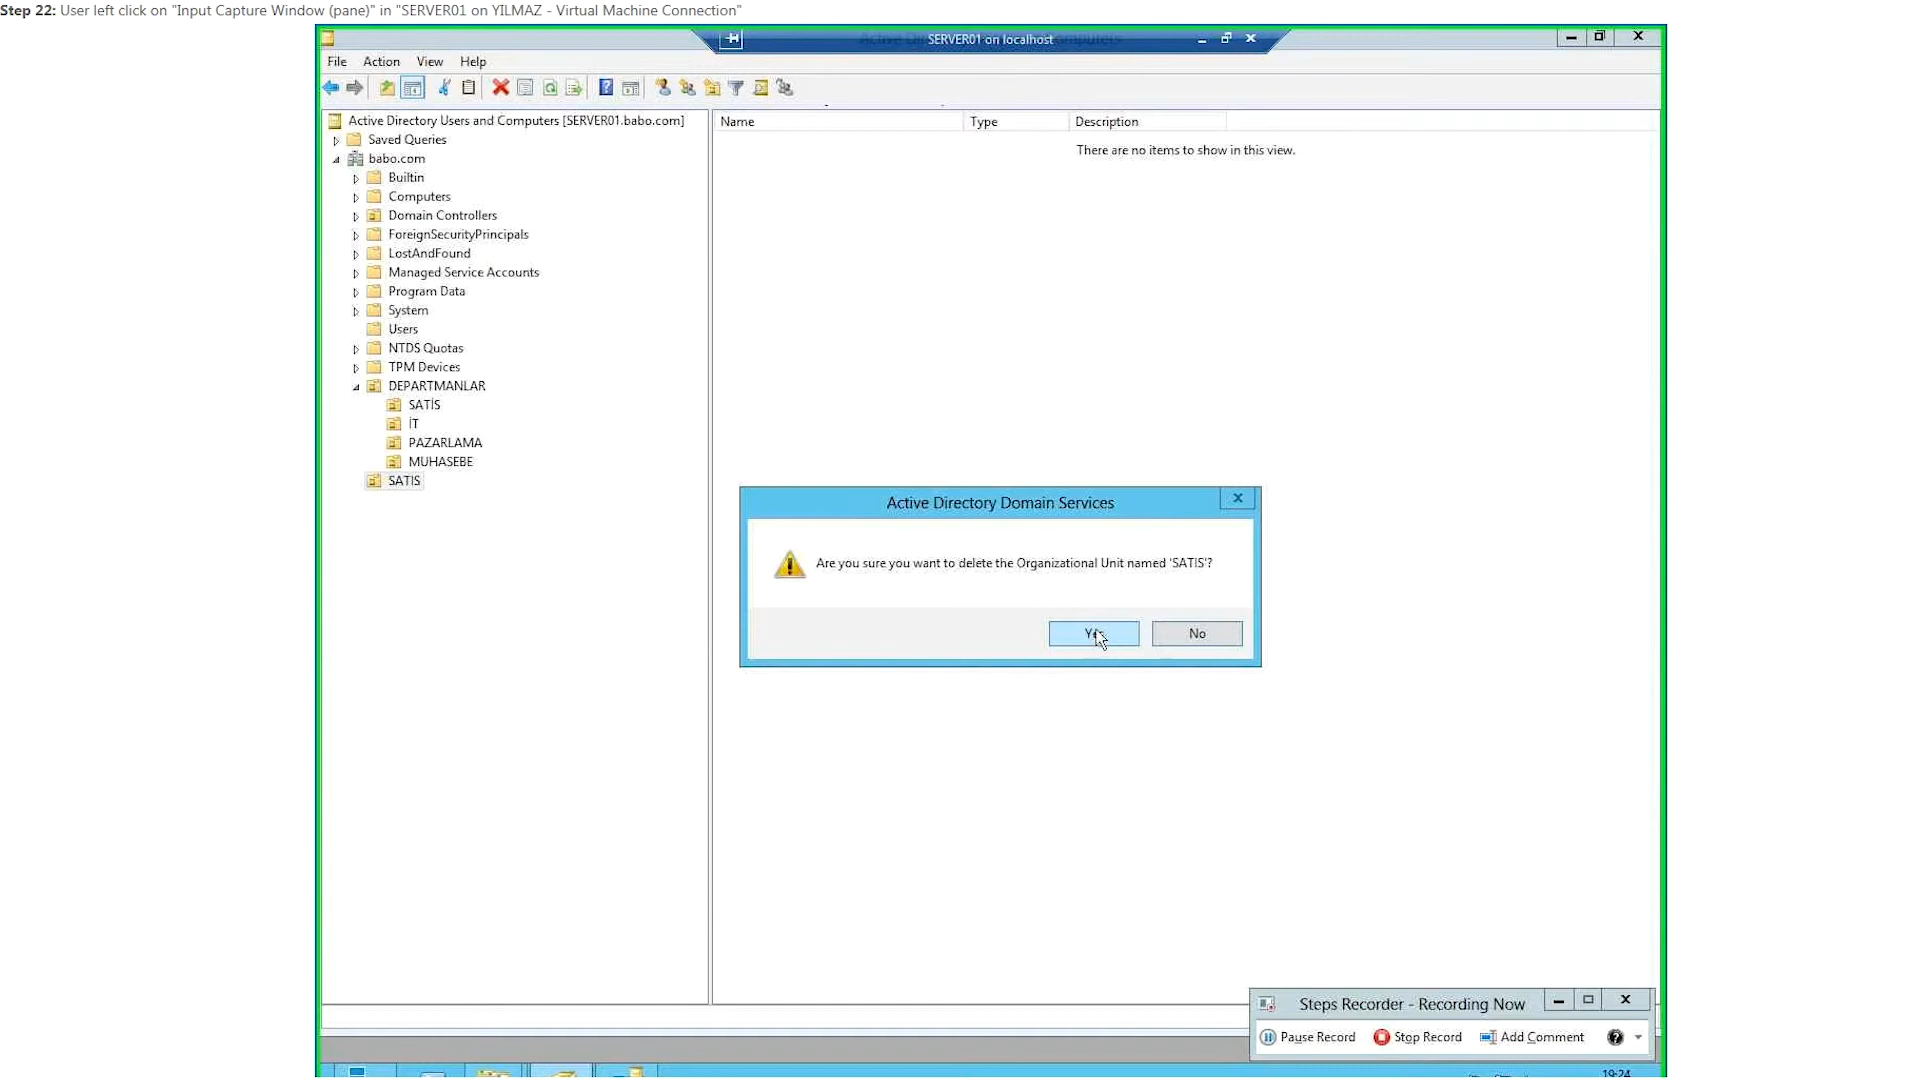 Step 22: User left click on "Input Capture Window (pane)" in "SERVER01 on YILMAZ - Virtual Machine Connection"
SERVER01 on localhost
File Action View Help
Active Directory Users and Computers [SERVER01.babo.com]
Saved Queries
babo.com
Builtin
Computers
Domain Controllers
ForeignSecurityPrincipals
LostAndFound
Managed Service Accounts
Program Data
System
Users
NTDS Quotas
TPM Devices
DEPARTMANLAR
SATİS
İT
PAZARLAMA
MUHASEBE
SATIS
Name Type Description
There are no items to show in this view.
Active Directory Domain Services
Are you sure you want to delete the Organizational Unit named 'SATIS'?
No
Steps Recorder - Recording Now
Pause Record Stop Record Add Comment
19:24